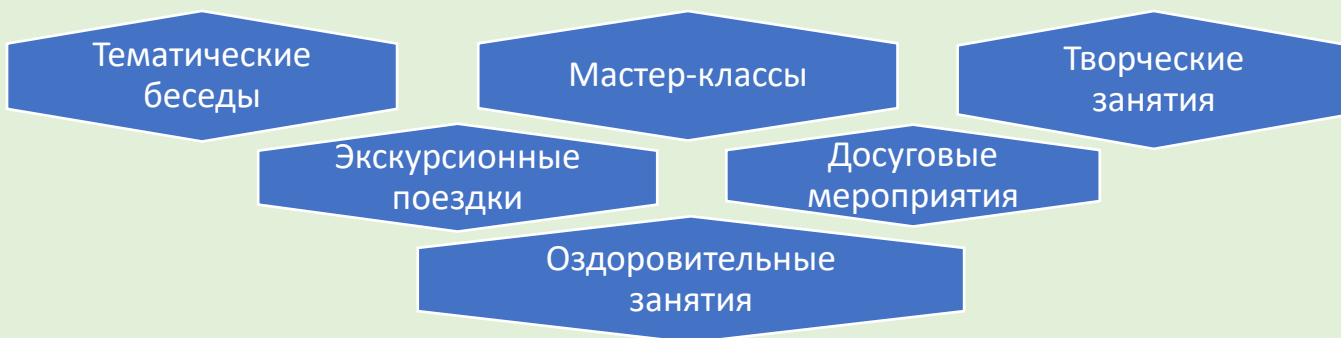 Тематические
беседы
Мастер-классы
Творческие
занятия
Экскурсионные
поездки
Досуговые
мероприятия
Оздоровительные
занятия